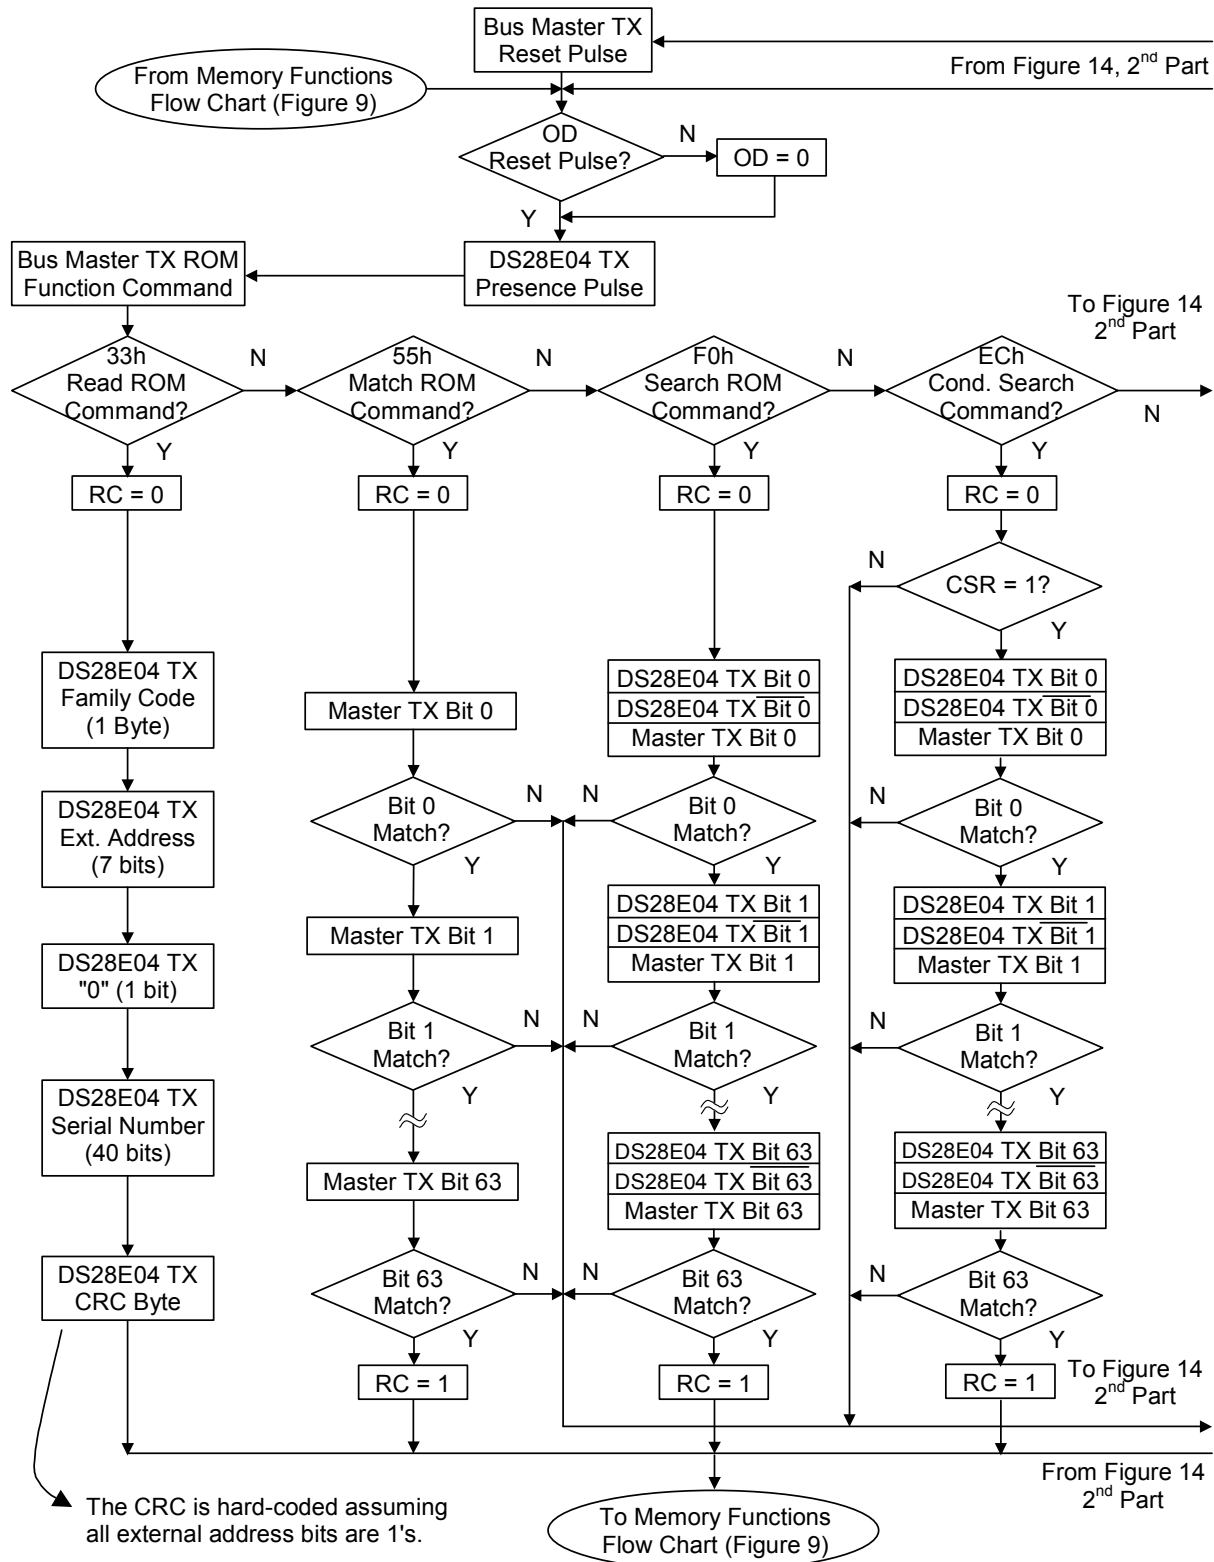 Bus Master TX
Reset Pulse
From Figure 14, 2nd Part
From Memory Functions
Flow Chart (Figure 9)
OD
Reset Pulse?
N
OD = 0
Y
Bus Master TX ROM
Function Command
DS28E04 TX
Presence Pulse
To Figure 14
2nd Part
33h
Read ROM
Command?
N
Y
55h
Match ROM
Command?
N
Y
F0h
Search ROM
Command?
N
Y
ECh
Cond. Search
Command?
N
Y
RC = 0
RC = 0
RC = 0
RC = 0
N
CSR = 1?
Y
DS28E04 TX
Family Code
(1 Byte)
DS28E04 TX
Ext. Address
(7 bits)
DS28E04 TX
"0" (1 bit)
DS28E04 TX
Serial Number
(40 bits)
DS28E04 TX
CRC Byte
Master TX Bit 0
Bit 0
Match?
N
Y
Master TX Bit 1
Bit 1
Match?
N
Y
Master TX Bit 63
Bit 63
Match?
N
Y
RC = 1
DS28E04 TX Bit 0
DS28E04 TX Bit 0
Master TX Bit 0
N
Bit 0
Match?
Y
DS28E04 TX Bit 1
DS28E04 TX Bit 1
Master TX Bit 1
N
Bit 1
Match?
Y
DS28E04 TX Bit 63
DS28E04 TX Bit 63
Master TX Bit 63
N
Bit 63
Match?
Y
RC = 1
DS28E04 TX Bit 0
DS28E04 TX Bit 0
Master TX Bit 0
N
Bit 0
Match?
Y
DS28E04 TX Bit 1
DS28E04 TX Bit 1
Master TX Bit 1
N
Bit 1
Match?
Y
DS28E04 TX Bit 63
DS28E04 TX Bit 63
Master TX Bit 63
N
Bit 63
Match?
Y
RC = 1
To Figure 14
2nd Part
From Figure 14
2nd Part
The CRC is hard-coded assuming
all external address bits are 1's.
To Memory Functions
Flow Chart (Figure 9)